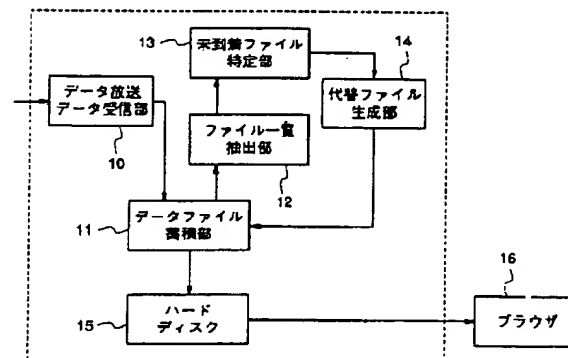 13
未到着ファイル
特定部
14
代替ファイル
生成部
データ放送
データ受信部
10
ファイル一覧
抽出部
12
11
データファイル
蓄積部
15
ハード
ディスク
16
ブラウザ